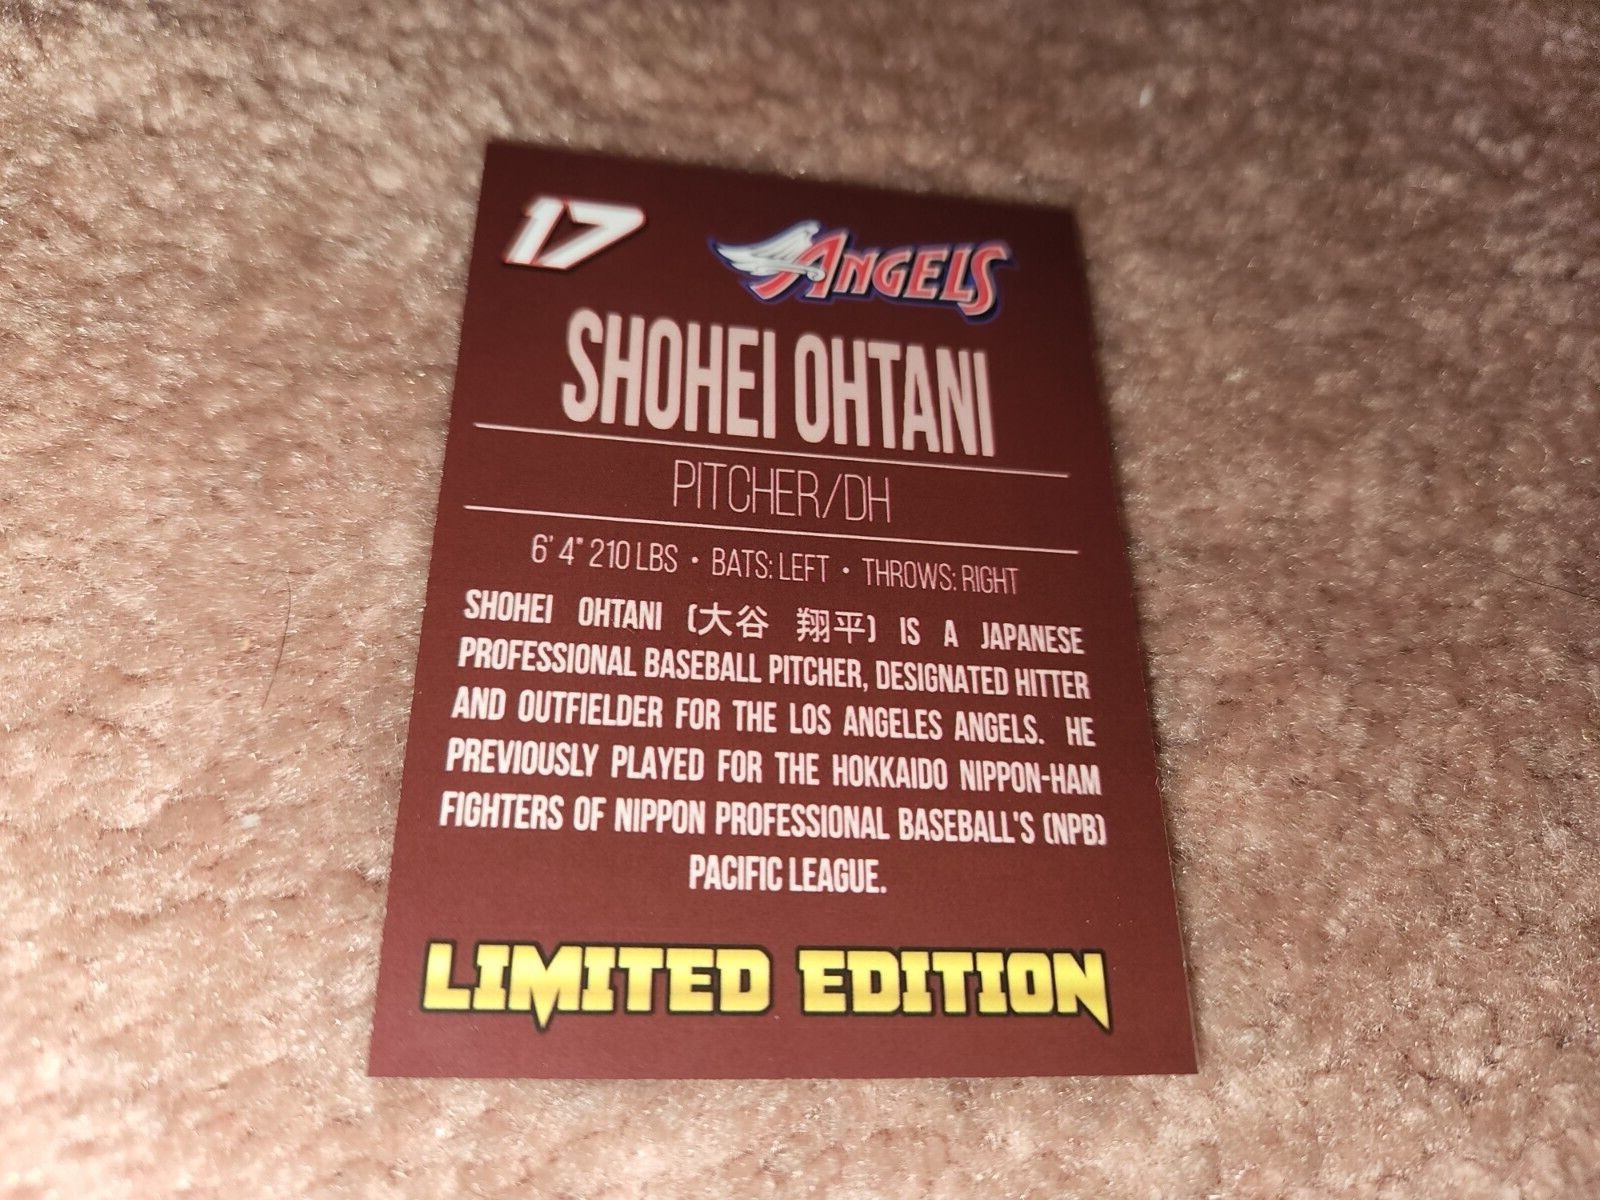 17
ANGELS
SHOHEI OHTANI
PITCHER/DH
6' 4" 210 LBS • BATS: LEFT • THROWS: RIGHT
SHOHEI OHTANI (大谷 翔平) IS A JAPANESE
PROFESSIONAL BASEBALL PITCHER, DESIGNATED HITTER
AND OUTFIELDER FOR THE LOS ANGELES ANGELS. HE
PREVIOUSLY PLAYED FOR THE HOKKAIDO NIPPON-HAM
FIGHTERS OF NIPPON PROFESSIONAL BASEBALL'S (NPB)
PACIFIC LEAGUE.
LIMITED EDITION